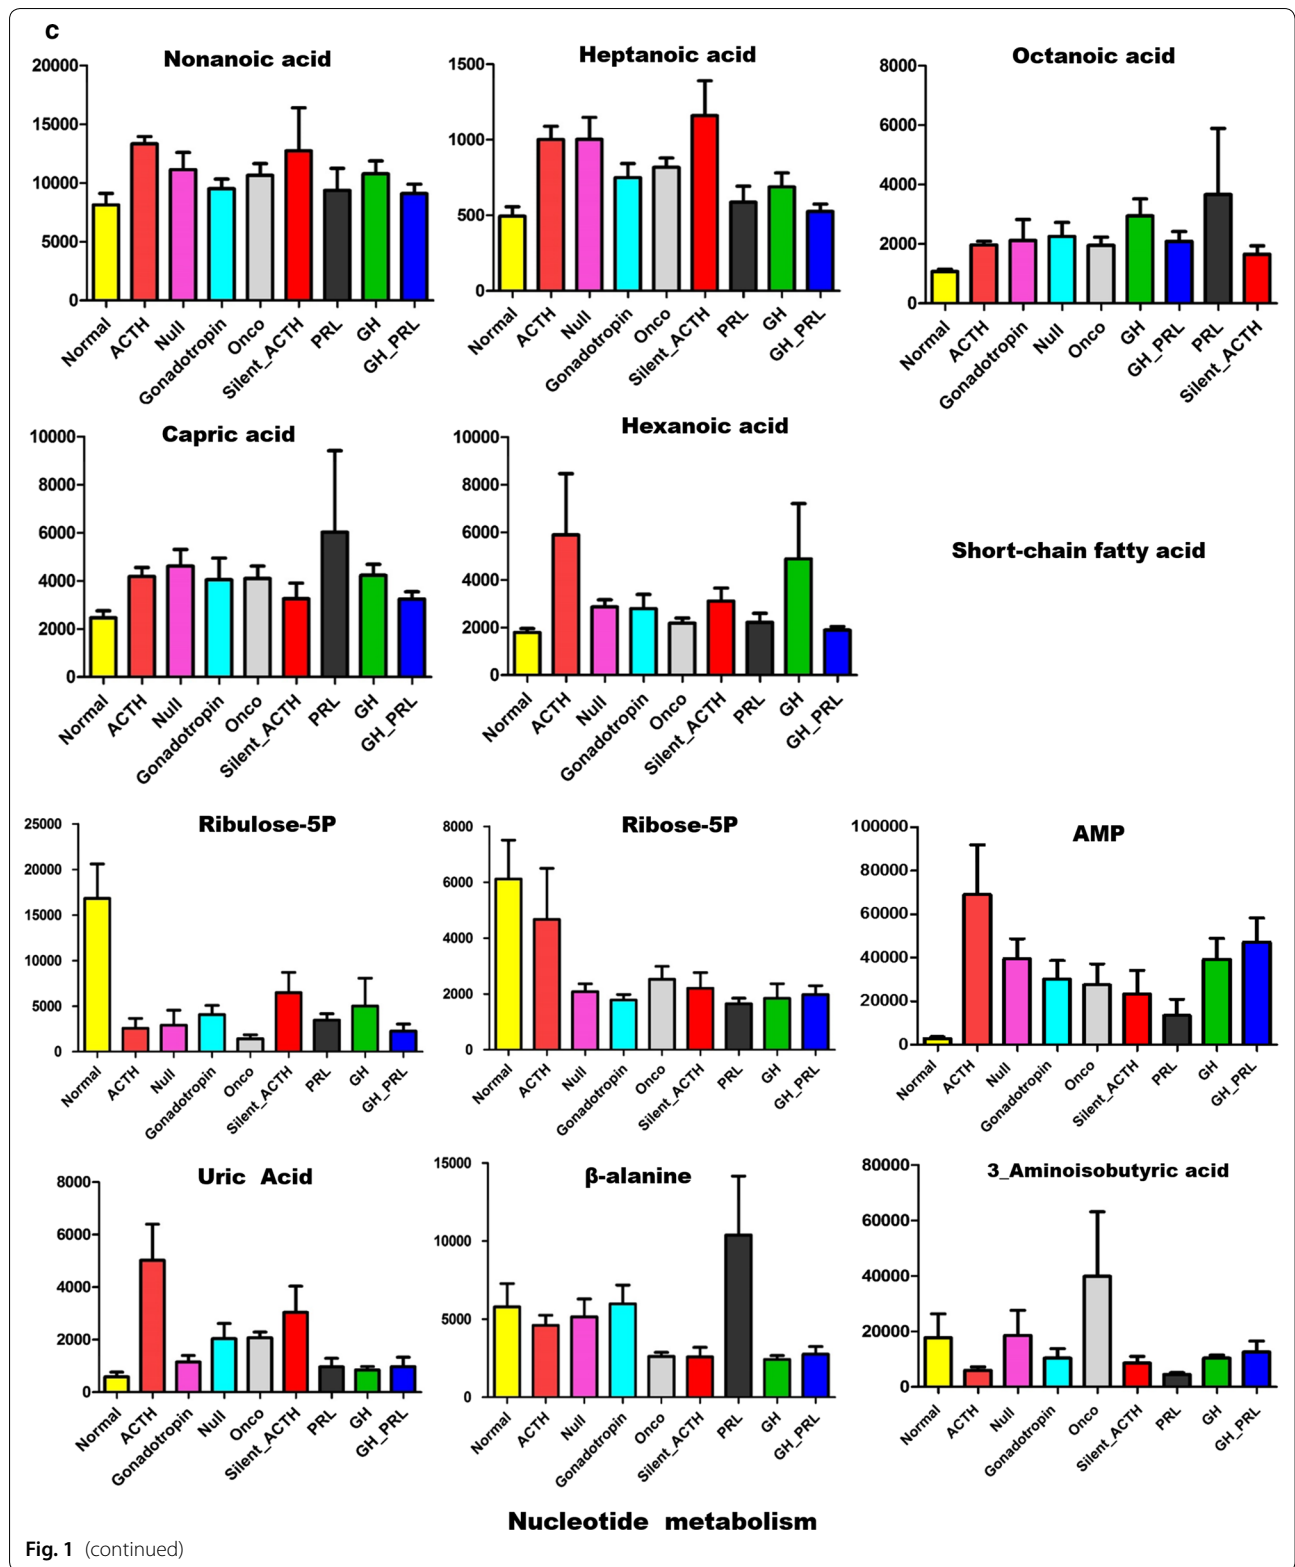 c
Nonanoic acid
20000
15000
10000
5000
0
Normal
ACTH
Null
Gonadotropin
Onco
Silent_ACTH
PRL
GH
GH_PRL
Heptanoic acid
1500
1000
500
0
Normal
ACTH
Null
Gonadotropin
Onco
Silent_ACTH
PRL
GH
GH_PRL
Octanoic acid
8000
6000
4000
2000
0
Normal
ACTH
Gonadotropin
Null
Onco
GH
GH_PRL
PRL
Silent_ACTH
Capric acid
10000
8000
6000
4000
2000
0
Normal
ACTH
Null
Gonadotropin
Onco
Silent_ACTH
PRL
GH
GH_PRL
Hexanoic acid
10000
8000
6000
4000
2000
0
Normal
ACTH
Null
Gonadotropin
Onco
Silent_ACTH
PRL
GH
GH_PRL
Short-chain fatty acid
Ribulose-5P
25000
20000
15000
10000
5000
0
Normal
ACTH
Null
Gonadotropin
Onco
Silent_ACTH
PRL
GH
GH_PRL
Ribose-5P
8000
6000
4000
2000
0
Normal
ACTH
Null
Gonadotropin
Onco
Silent_ACTH
PRL
GH
GH_PRL
AMP
100000
80000
60000
40000
20000
0
Normal
ACTH
Null
Gonadotropin
Onco
Silent_ACTH
PRL
GH
GH_PRL
Uric Acid
8000
6000
4000
2000
0
Normal
ACTH
Gonadotropin
Null
Onco
Silent_ACTH
PRL
GH
GH_PRL
β-alanine
15000
10000
5000
0
Normal
ACTH
Null
Gonadotropin
Onco
Silent_ACTH
PRL
GH
GH_PRL
3_Aminoisobutyric acid
80000
60000
40000
20000
0
Normal
ACTH
Null
Gonadotropin
Onco
Silent_ACTH
PRL
GH
GH_PRL
Nucleotide metabolism
Fig. 1 (continued)